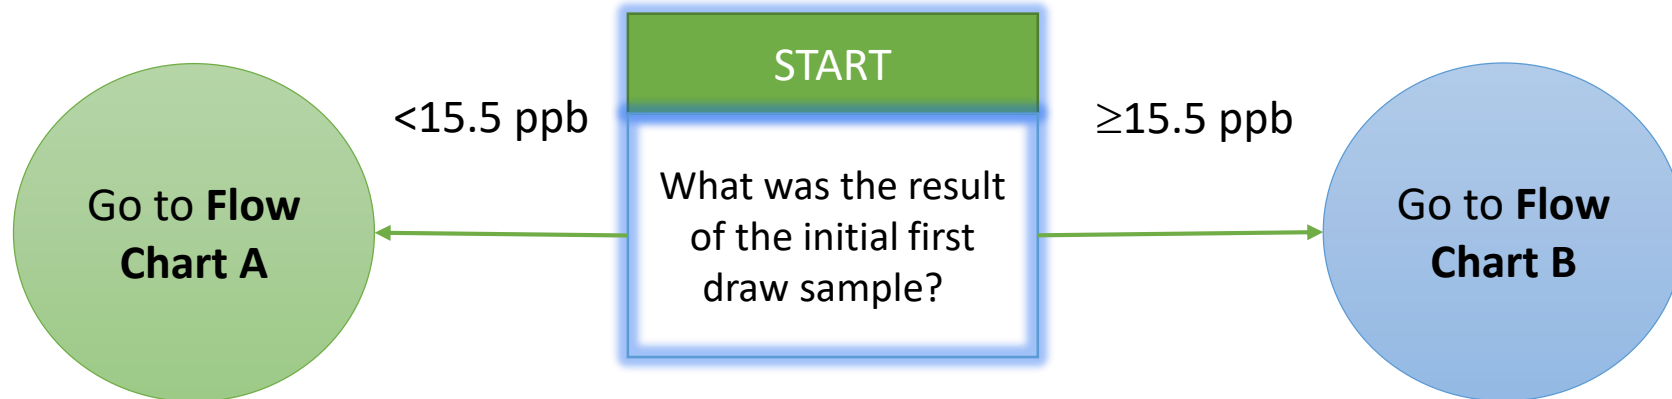 START
<15.5 ppb
≥15.5 ppb
What was the result
of the initial first
draw sample?
Go to Flow
Chart A
Go to Flow
Chart B